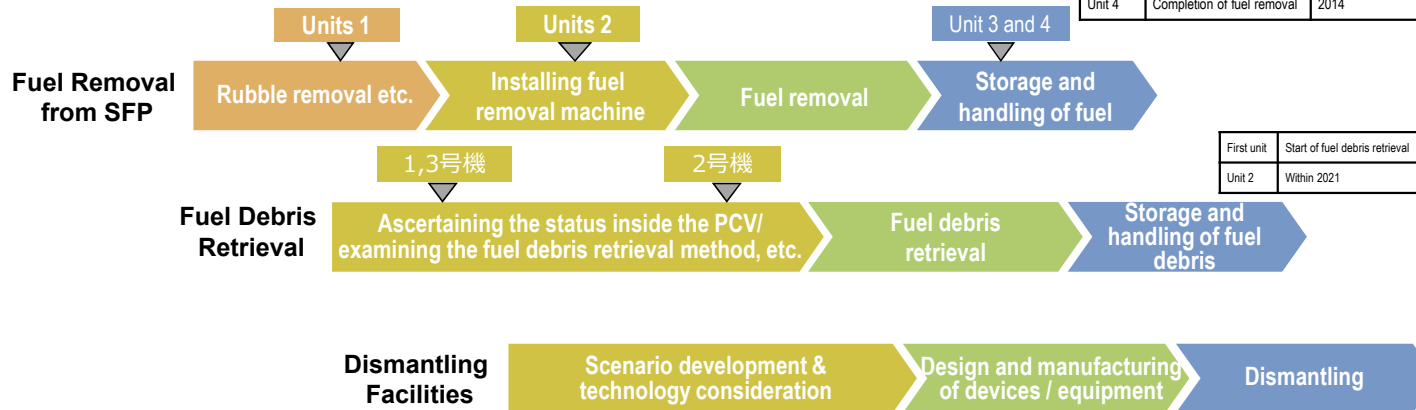 Unit 4 Completion of fuel removal 2014
Units 1
Units 2
Unit 3 and 4
Fuel Removal
from SFP
Rubble removal etc.
Installing fuel
removal machine
Fuel removal
Storage and
handling of fuel
First unit Start of fuel debris retrieval
Unit 2 Within 2021
1,3号機
2号機
Fuel Debris
Retrieval
Ascertaining the status inside the PCV/
examining the fuel debris retrieval method, etc.
Fuel debris
retrieval
Storage and
handling of fuel
debris
Dismantling
Facilities
Scenario development &
technology consideration
Design and manufacturing
of devices / equipment
Dismantling